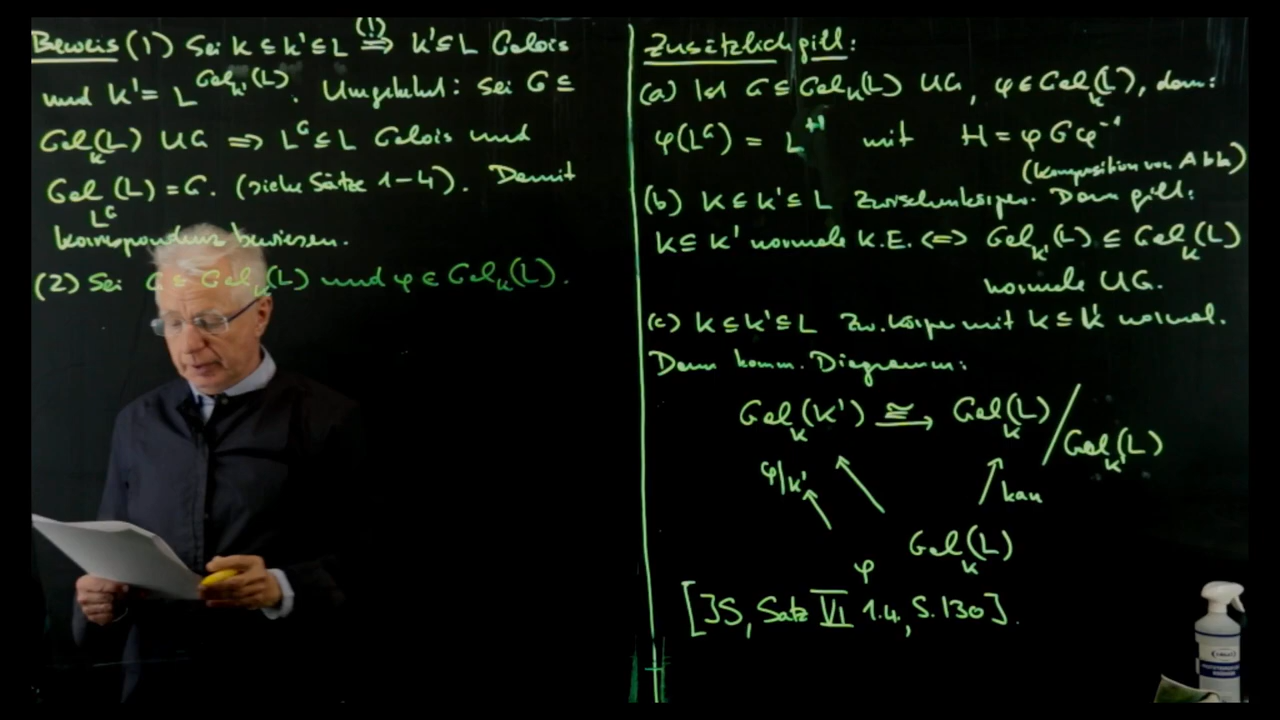 Beweis (1) Sei k ⊆ k' ⊆ L ⟹(!) k' ⊆ L Galois
und k' = L^{Gal_{k'}(L)}. Umgekehrt: Sei G ⊆
Gal_k(L) UG ⟹ L^G ⊆ L Galois und
Gal_{L^G}(L) = G. (siehe Sätze 1–4). Damit
Korrespondenz bewiesen.
(2) Sei G ⊆ Gal_k(L) und φ ∈ Gal_k(L).
Zusätzlich gilt:
(a) Ist G ⊆ Gal_k(L) UG, φ ∈ Gal_k(L), dann:
φ(L^G) = L^H mit H = φGφ^{-1}
(Komposition von Abb.)
(b) k ⊆ k' ⊆ L Zwischenkörper. Dann gilt:
k ⊆ k' normale K.E. ⟺ Gal_{k'}(L) ⊆ Gal_k(L)
normale UG.
(c) k ⊆ k' ⊆ L Zw.körper mit k ⊆ k' normal.
Dann komm. Diagramm:
Gal_k(k') ≅→ Gal_k(L) / Gal_{k'}(L)
φ|k' ↖ ↖ ↗ kan
φ Gal_k(L)
[JS, Satz VI 1.4., S. 130].